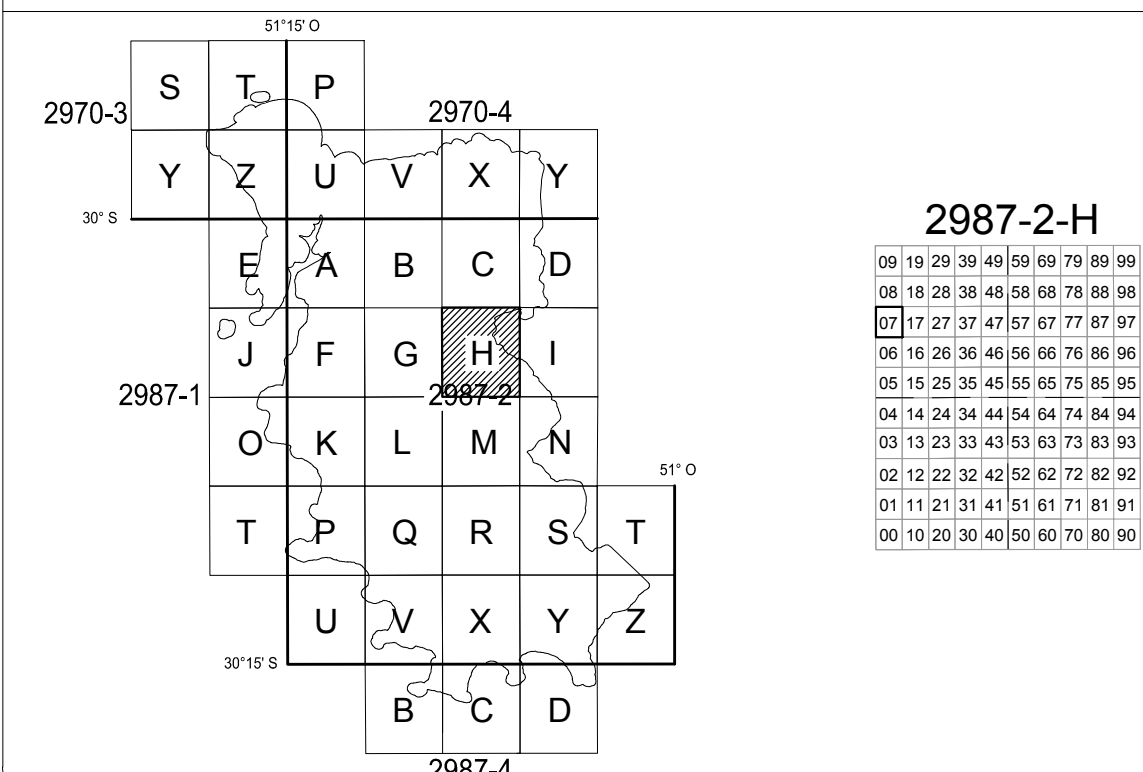 51°15' O
S T P
2970-3
2970-4
Y Z U V X Y
30° S
E A B C D
J F G H I
2987-1
2987-2
O K L M N
51° O
T P Q R S T
U V X Y Z
30°15' S
B C D
2987-4
2987-2-H
09 19 29 39 49 59 69 79 89 99
08 18 28 38 48 58 68 78 88 98
07 17 27 37 47 57 67 77 87 97
06 16 26 36 46 56 66 76 86 96
05 15 25 35 45 55 65 75 85 95
04 14 24 34 44 54 64 74 84 94
03 13 23 33 43 53 63 73 83 93
02 12 22 32 42 52 62 72 82 92
01 11 21 31 41 51 61 71 81 91
00 10 20 30 40 50 60 70 80 90